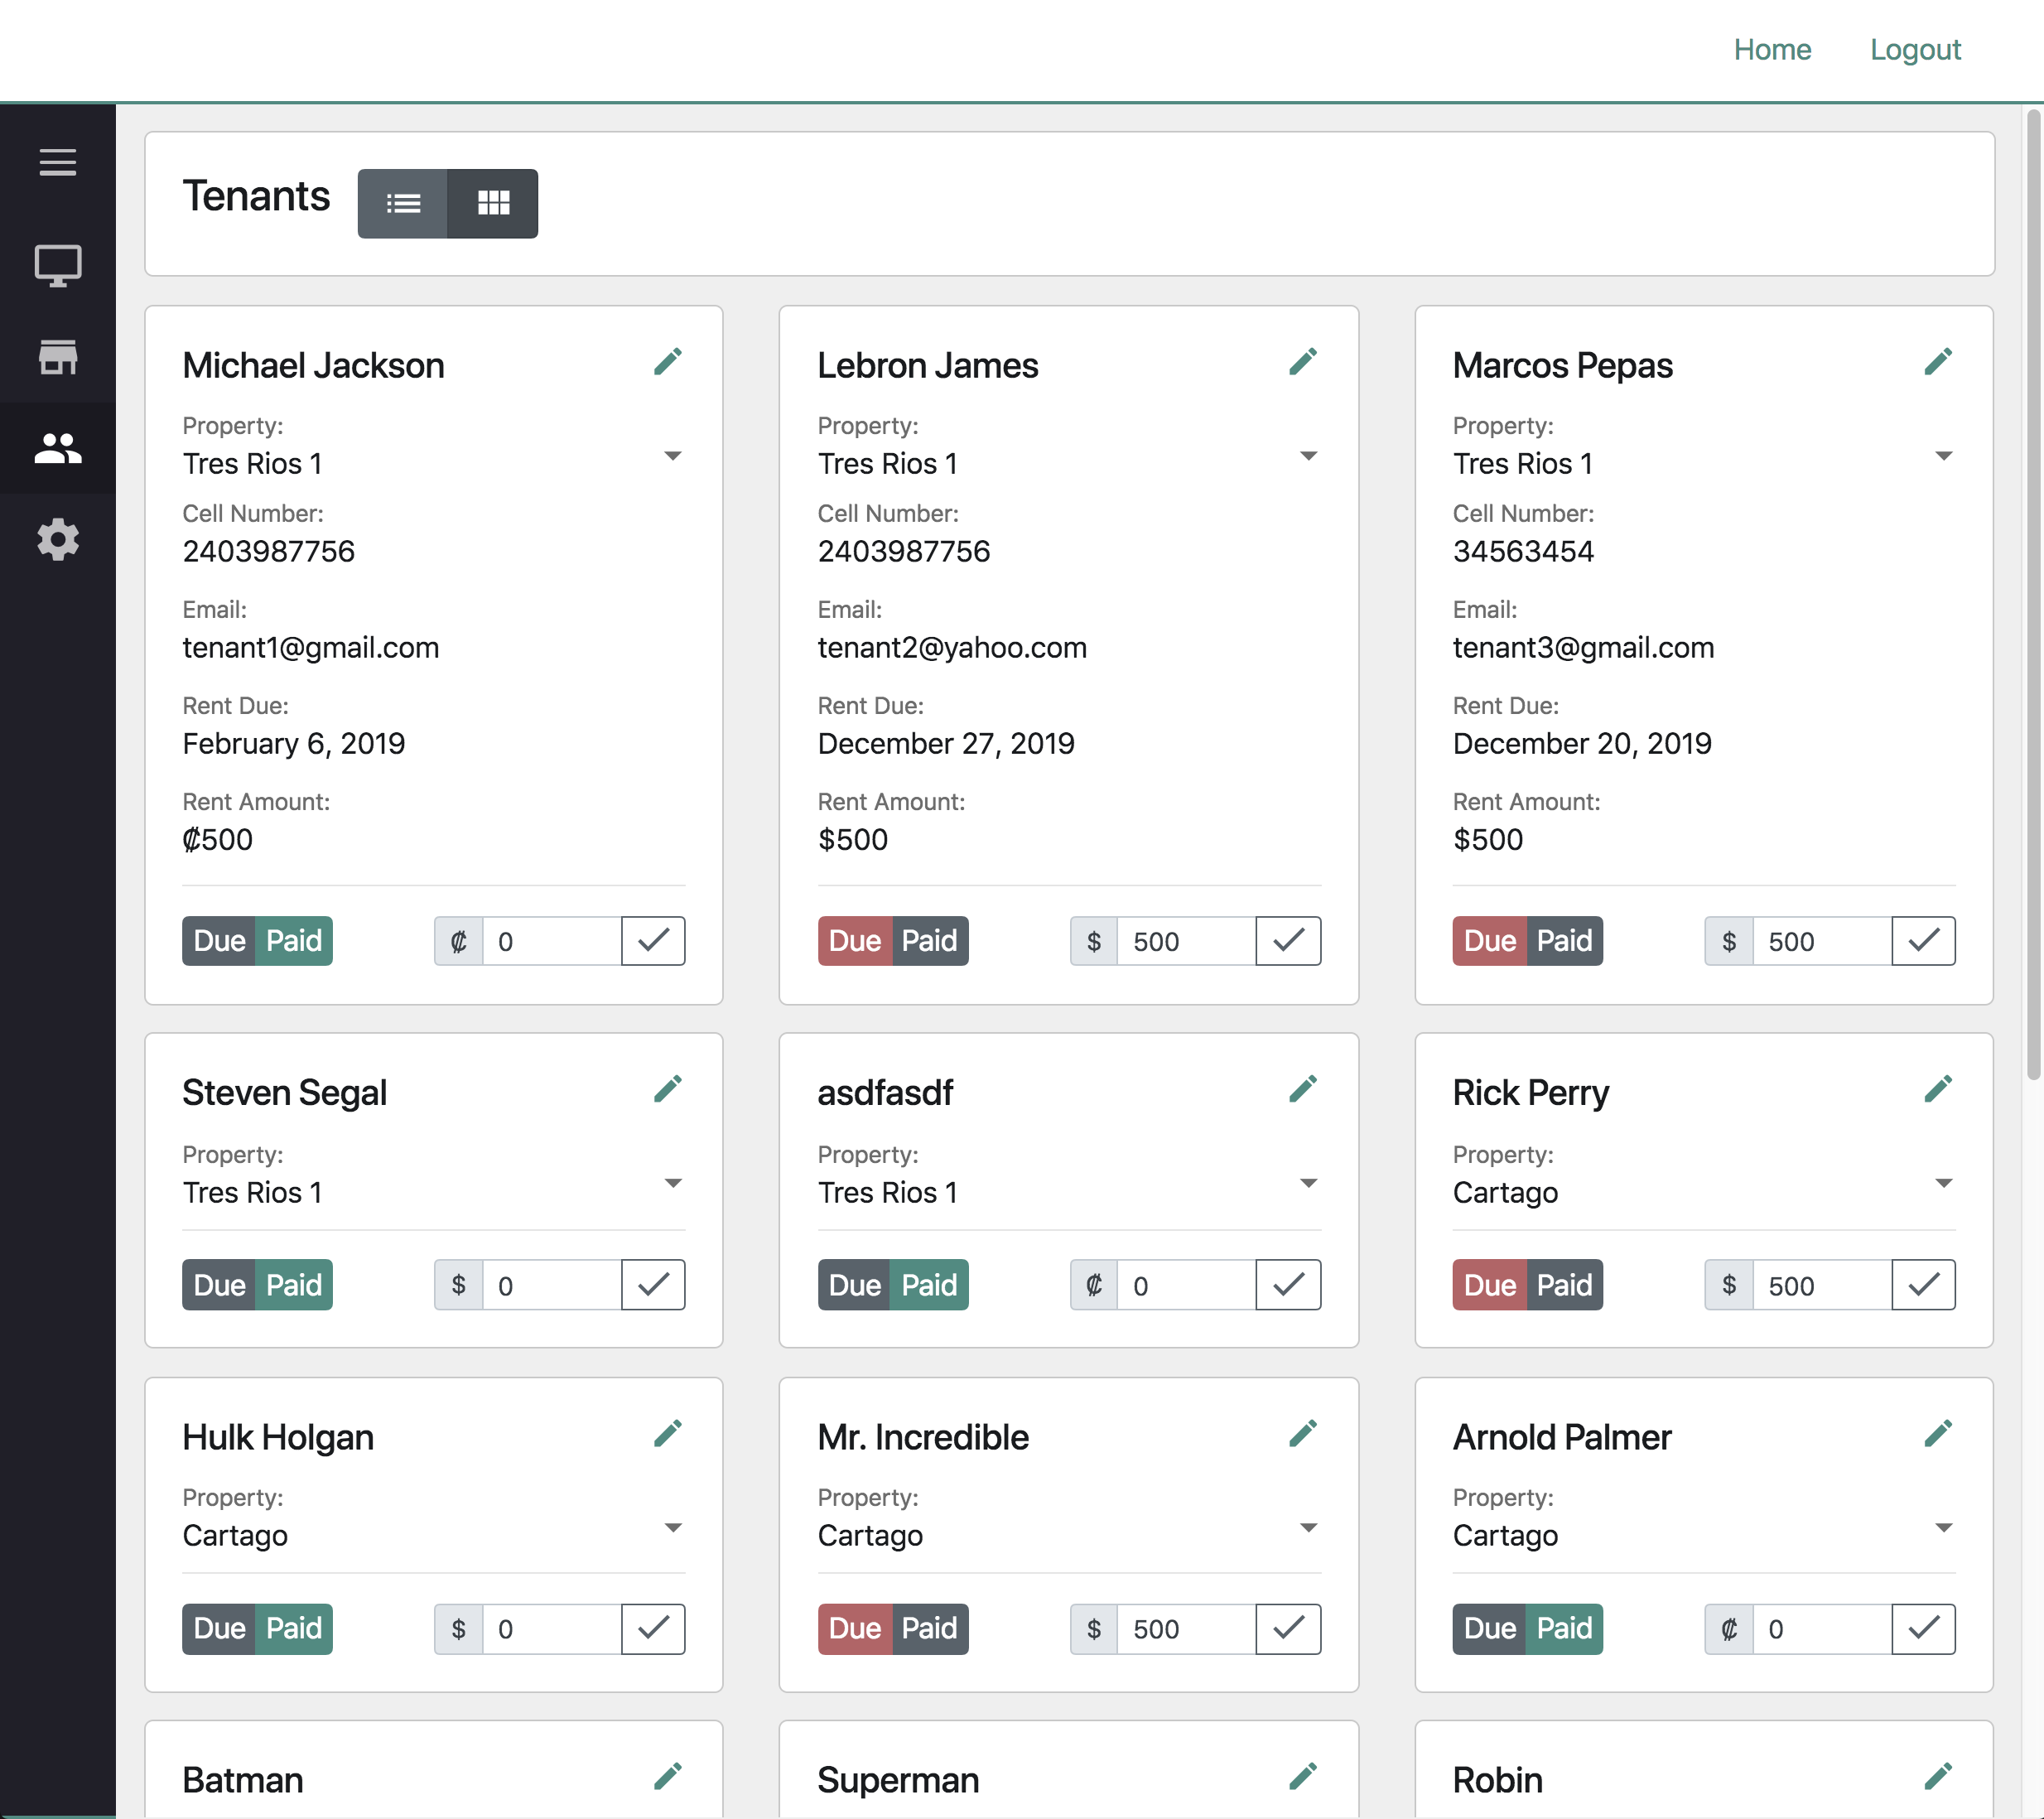 Home Logout
Tenants
Michael Jackson
Property:
Tres Rios 1
Cell Number:
2403987756
Email:
tenant1@gmail.com
Rent Due:
February 6, 2019
Rent Amount:
₡500
Due Paid ₡ 0
Lebron James
Property:
Tres Rios 1
Cell Number:
2403987756
Email:
tenant2@yahoo.com
Rent Due:
December 27, 2019
Rent Amount:
$500
Due Paid $ 500
Marcos Pepas
Property:
Tres Rios 1
Cell Number:
34563454
Email:
tenant3@gmail.com
Rent Due:
December 20, 2019
Rent Amount:
$500
Due Paid $ 500
Steven Segal
Property:
Tres Rios 1
Due Paid $ 0
asdfasdf
Property:
Tres Rios 1
Due Paid ₡ 0
Rick Perry
Property:
Cartago
Due Paid $ 500
Hulk Holgan
Property:
Cartago
Due Paid $ 0
Mr. Incredible
Property:
Cartago
Due Paid $ 500
Arnold Palmer
Property:
Cartago
Due Paid ₡ 0
Batman
Superman
Robin